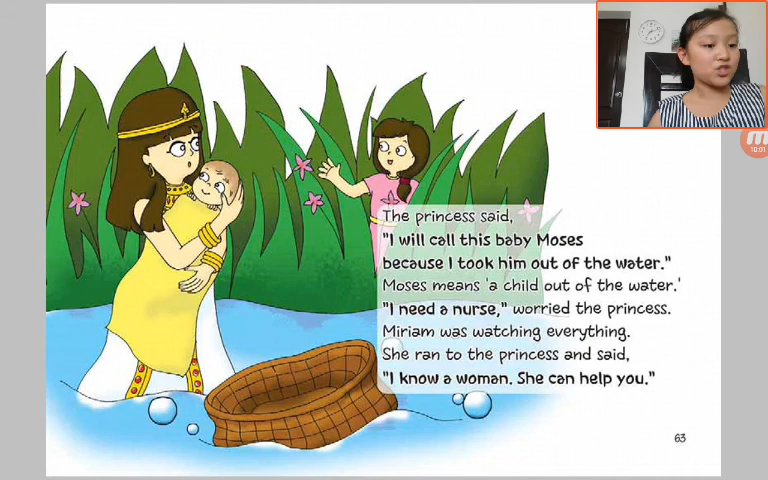 The princess said,
"I will call this baby Moses
because I took him out of the water."
Moses means 'a child out of the water.'
"I need a nurse," worried the princess.
Miriam was watching everything.
She ran to the princess and said,
"I know a woman. She can help you."
63
10:01